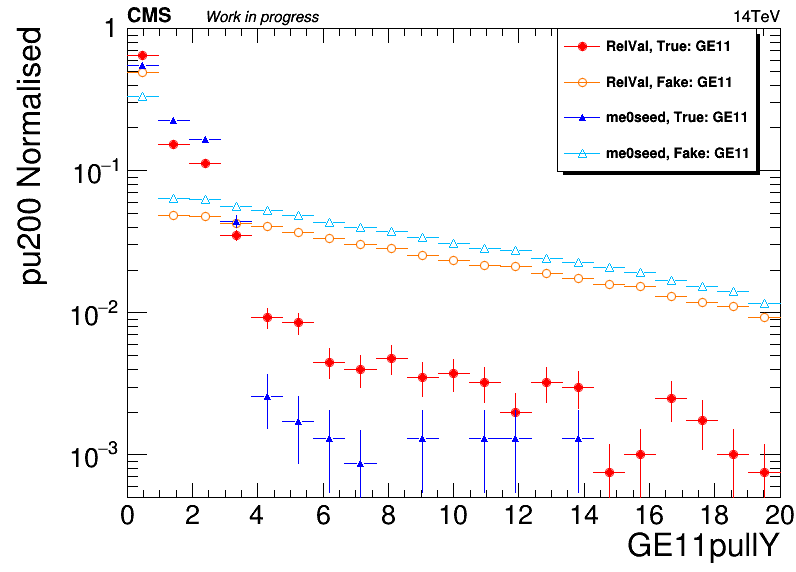 CMS Work in progress 14TeV
pu200 Normalised
1
10⁻¹
10⁻²
10⁻³
RelVal, True: GE11
RelVal, Fake: GE11
me0seed, True: GE11
me0seed, Fake: GE11
0 2 4 6 8 10 12 14 16 18 20
GE11pullY